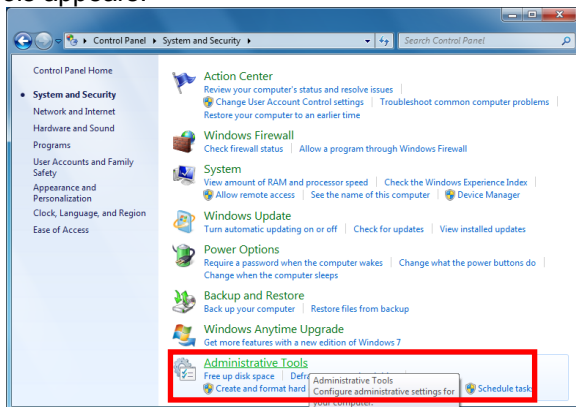 Control Panel ▸ System and Security ▸
Search Control Panel
Control Panel Home
System and Security
Network and Internet
Hardware and Sound
Programs
User Accounts and Family
Safety
Appearance and
Personalization
Clock, Language, and Region
Ease of Access
Action Center
Review your computer's status and resolve issues
Change User Account Control settings Troubleshoot common computer problems
Restore your computer to an earlier time
Windows Firewall
Check firewall status Allow a program through Windows Firewall
System
View amount of RAM and processor speed Check the Windows Experience Index
Allow remote access See the name of this computer Device Manager
Windows Update
Turn automatic updating on or off Check for updates View installed updates
Power Options
Require a password when the computer wakes Change what the power buttons do
Change when the computer sleeps
Backup and Restore
Back up your computer Restore files from backup
Windows Anytime Upgrade
Get more features with a new edition of Windows 7
Administrative Tools
Free up disk space
Create and format hard Schedule tasks
Administrative Tools
Configure administrative settings for
your computer.